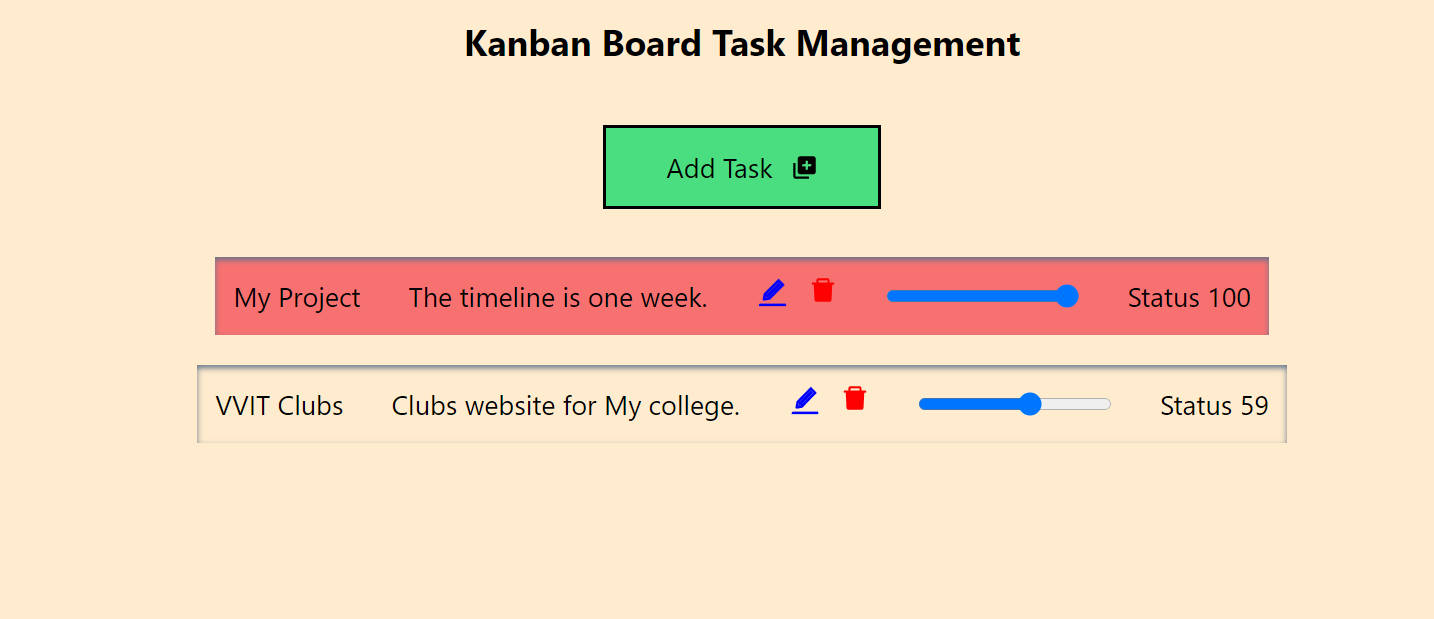 Kanban Board Task Management
Add Task
My Project The timeline is one week. Status 100
VVIT Clubs Clubs website for My college. Status 59